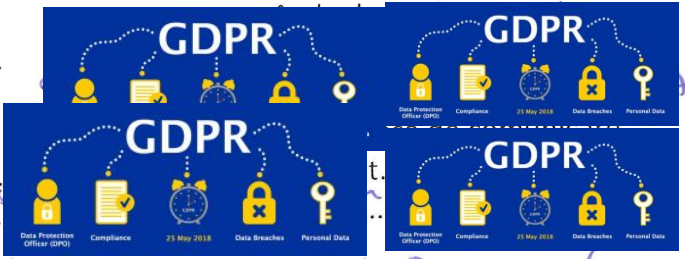 GDPR
GDPR
Data Protection Officer (DPO)
Compliance
25 May 2018
Data Breaches
Personal Data
GDPR
GDPR
Data Protection
Officer (DPO)
Compliance
25 May 2018
Data Breaches
Personal Data
t.
..
GDPR
Data Protection
Officer (DPO)
Compliance
25 May 2018
Data Breaches
Personal Data